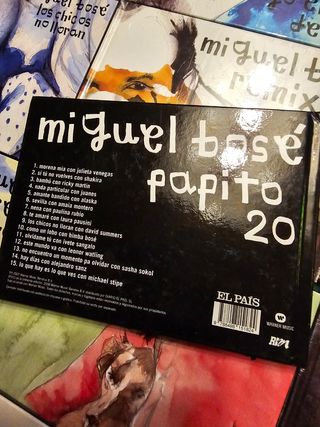 miguel bosé
los chicos
no lloran
miguel b
remix
miguel bosé
papito
20
1. morena mía con julieta venegas
2. si tú no vuelves con shakira
3. bambú con ricky martin
4. nada particular con juanes
5. amante bandido con alaska
6. sevilla con amaia montero
7. nena con paulina rubio
8. te amaré con laura pausini
9. los chicos no lloran con david summers
10. como un lobo con bimba bosé
11. olvídame tú con ivete sangalo
12. este mundo va con leonor watling
13. no encuentro un momento pa olvidar con sasha sokol
14. hay días con alejandro sanz
15. lo que hay es lo que ves con michael stipe
EL PAÍS
WARNER MUSIC